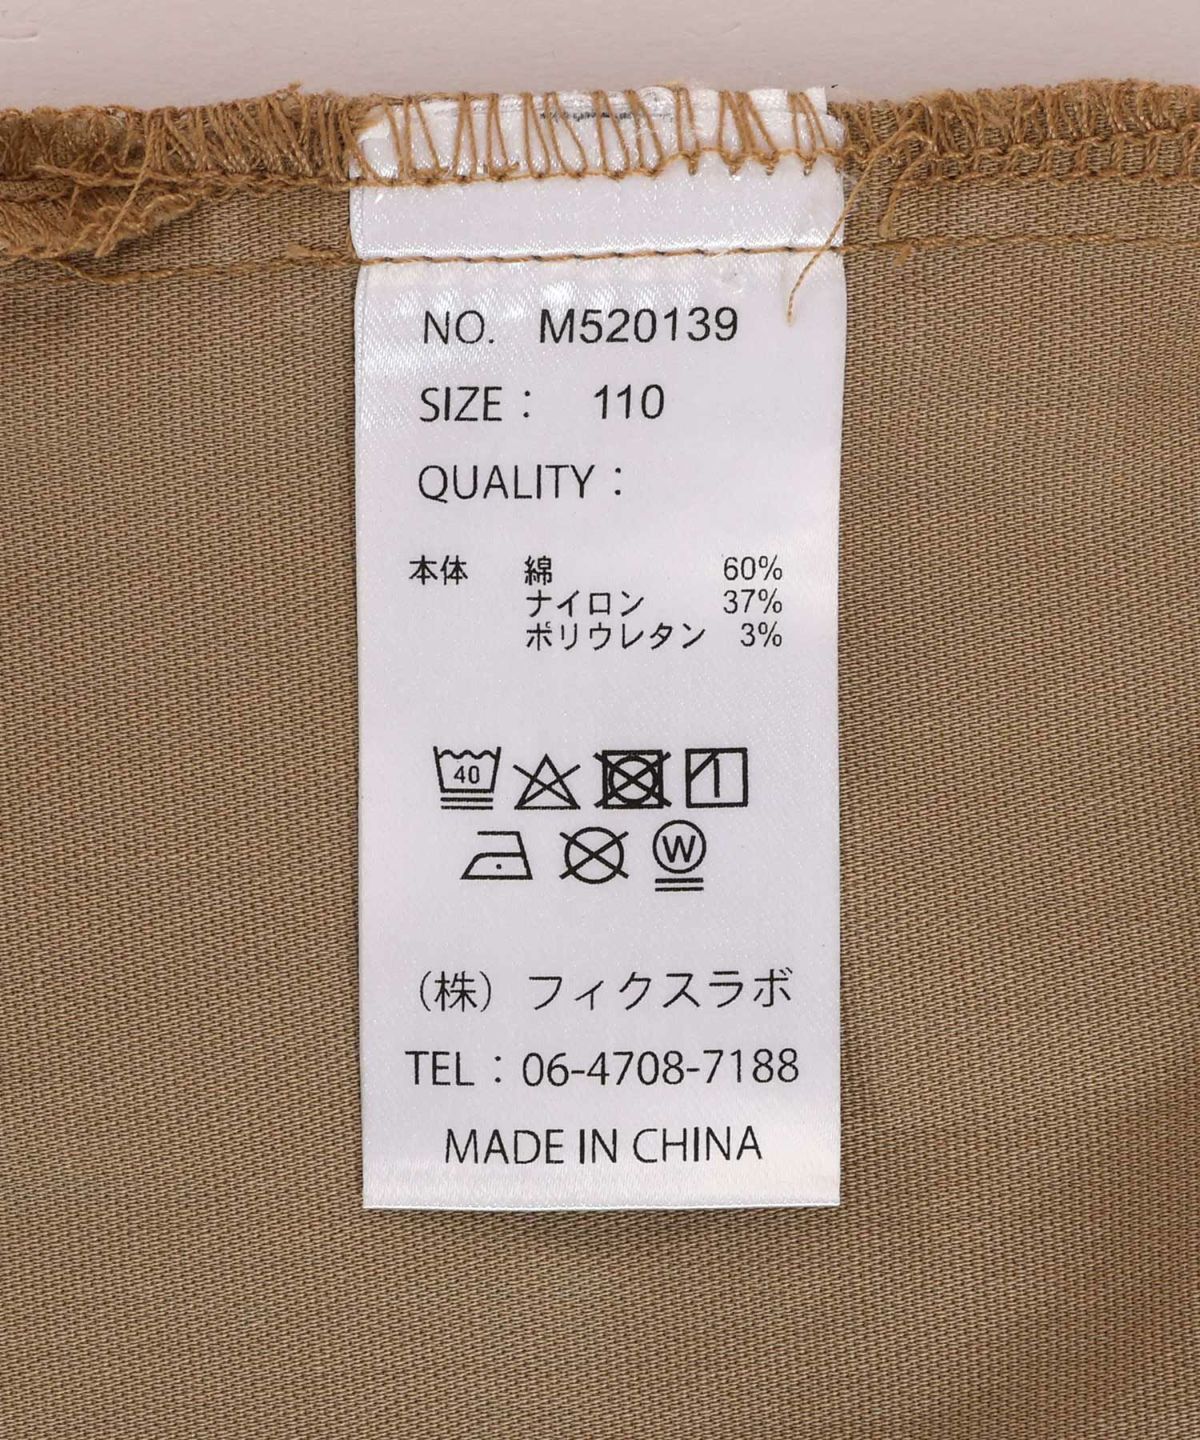 NO. M520139
SIZE： 110
QUALITY：
本体 綿 60%
ナイロン 37%
ポリウレタン 3%
40
W
(株) フィクスラボ
TEL：06-4708-7188
MADE IN CHINA